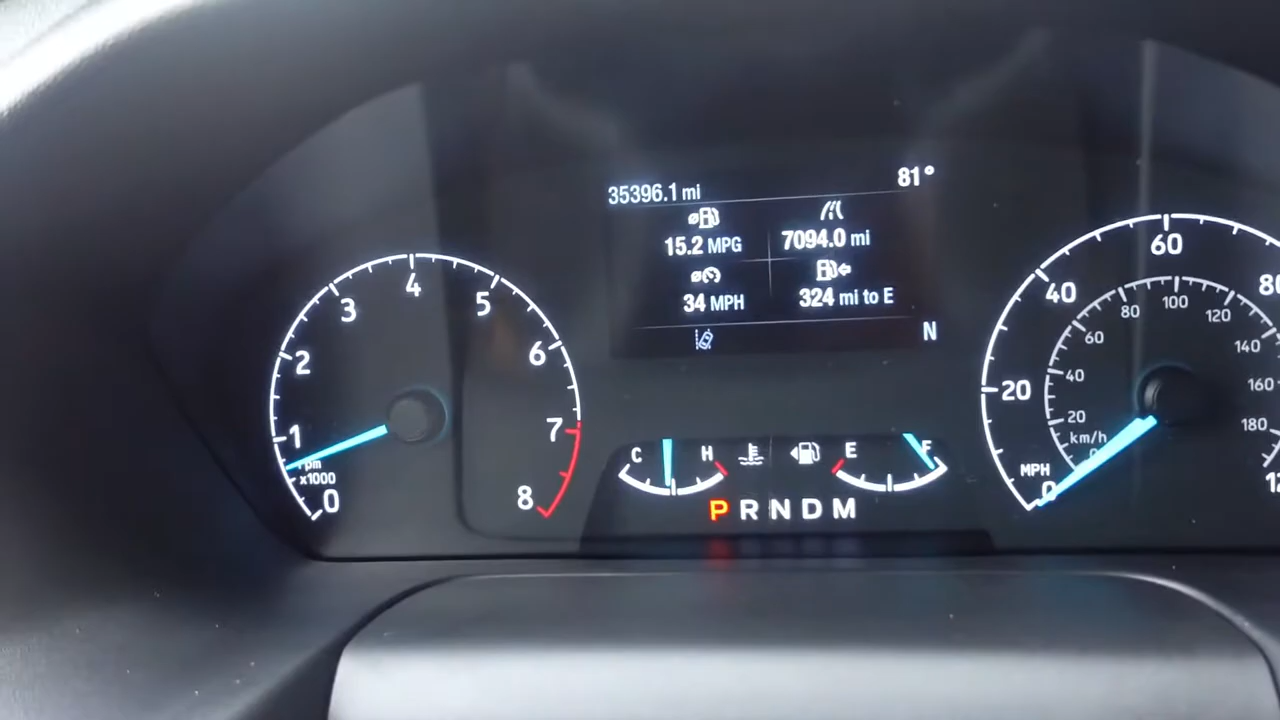 35396.1 mi
81°
15.2 MPG
7094.0 mi
34 MPH
324 mi to E
N
0
1
2
3
4
5
6
7
8
rpm
x1000
C
H
E
F
P R N D M
MPH
0
20
40
60
km/h
0
20
40
60
80
100
120
140
160
180